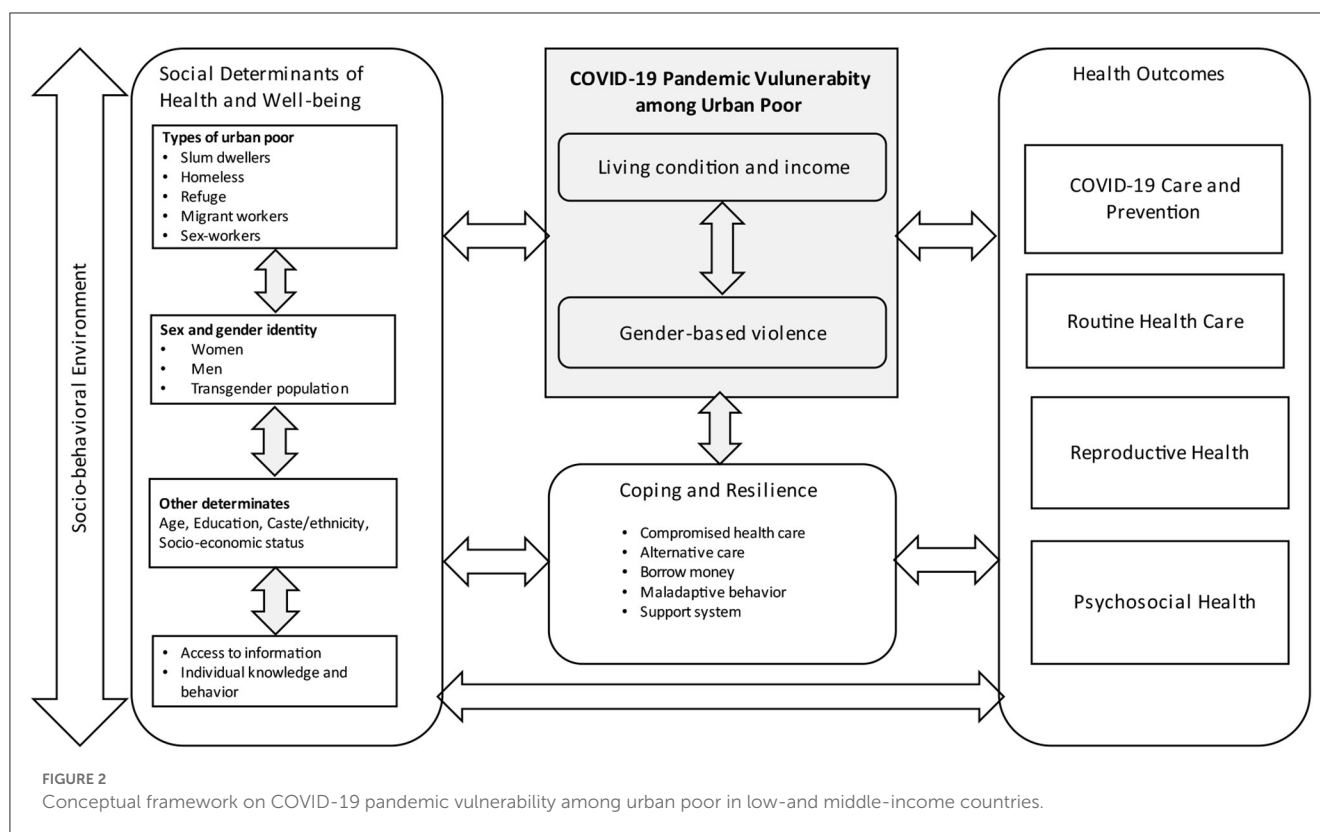 Socio-behavioral Environment
Social Determinants of
Health and Well-being
Types of urban poor
• Slum dwellers
• Homeless
• Refuge
• Migrant workers
• Sex-workers
Sex and gender identity
• Women
• Men
• Transgender population
Other determinates
Age, Education, Caste/ethnicity,
Socio-economic status
• Access to information
• Individual knowledge and
behavior
COVID-19 Pandemic Vulunerabity
among Urban Poor
Living condition and income
Gender-based violence
Coping and Resilience
• Compromised health care
• Alternative care
• Borrow money
• Maladaptive behavior
• Support system
Health Outcomes
COVID-19 Care and
Prevention
Routine Health Care
Reproductive Health
Psychosocial Health
FIGURE 2
Conceptual framework on COVID-19 pandemic vulnerability among urban poor in low-and middle-income countries.